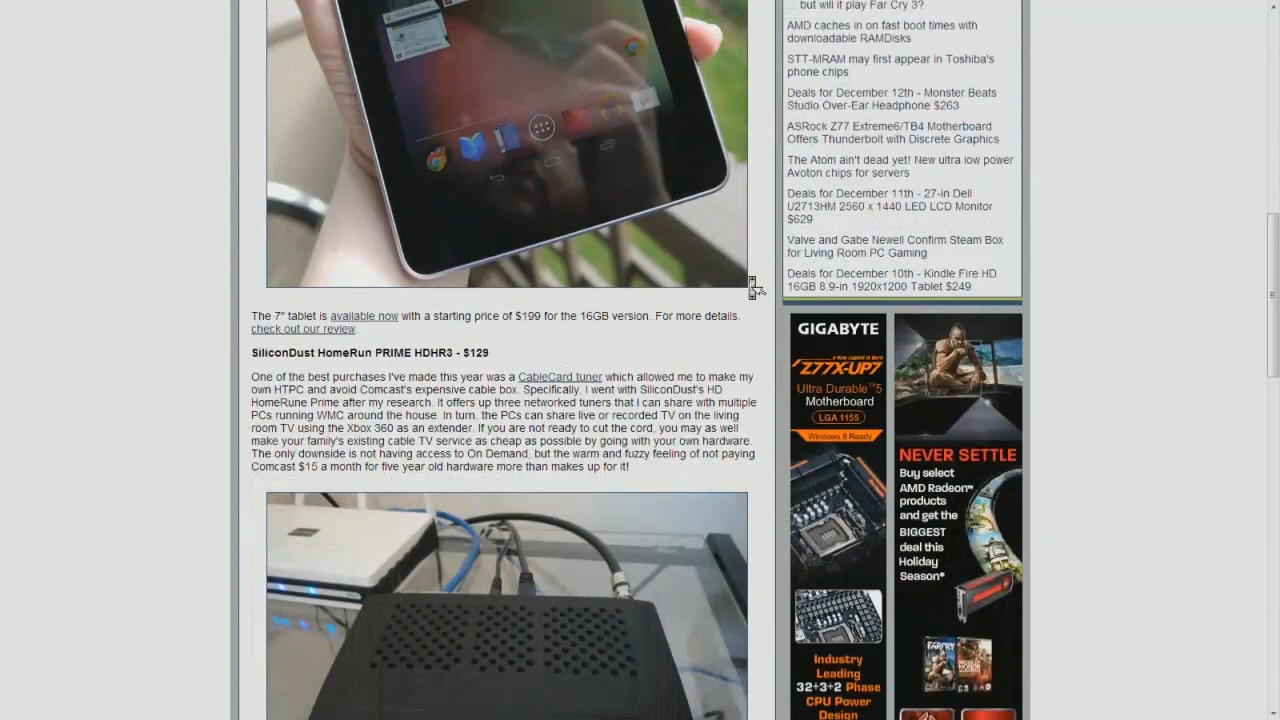 The 7" tablet is available now with a starting price of $199 for the 16GB version. For more details,
check out our review.
SiliconDust HomeRun PRIME HDHR3 - $129
One of the best purchases I've made this year was a CableCard tuner which allowed me to make my
own HTPC and avoid Comcast's expensive cable box. Specifically, I went with SiliconDust's HD
HomeRune Prime after my research. It offers up three networked tuners that I can share with multiple
PCs running WMC around the house. In turn, the PCs can share live or recorded TV on the living
room TV using the Xbox 360 as an extender. If you are not ready to cut the cord, you may as well
make your family's existing cable TV service as cheap as possible by going with your own hardware.
The only downside is not having access to On Demand, but the warm and fuzzy feeling of not paying
Comcast $15 a month for five year old hardware more than makes up for it!
... but will it play Far Cry 3?
AMD caches in on fast boot times with
downloadable RAMDisks
STT-MRAM may first appear in Toshiba's
phone chips
Deals for December 12th - Monster Beats
Studio Over-Ear Headphone $263
ASRock Z77 Extreme6/TB4 Motherboard
Offers Thunderbolt with Discrete Graphics
The Atom ain't dead yet! New ultra low power
Avoton chips for servers
Deals for December 11th - 27-in Dell
U2713HM 2560 x 1440 LED LCD Monitor
$629
Valve and Gabe Newell Confirm Steam Box
for Living Room PC Gaming
Deals for December 10th - Kindle Fire HD
16GB 8.9-in 1920x1200 Tablet $249
GIGABYTE
Z77X-UP7
Ultra Durable™5
Motherboard
LGA 1155
Windows 8 Ready
Industry
Leading
32+3+2 Phase
CPU Power
Design
NEVER SETTLE
Buy select
AMD Radeon™
products
and get the
BIGGEST
deal this
Holiday
Season*
FARCRY